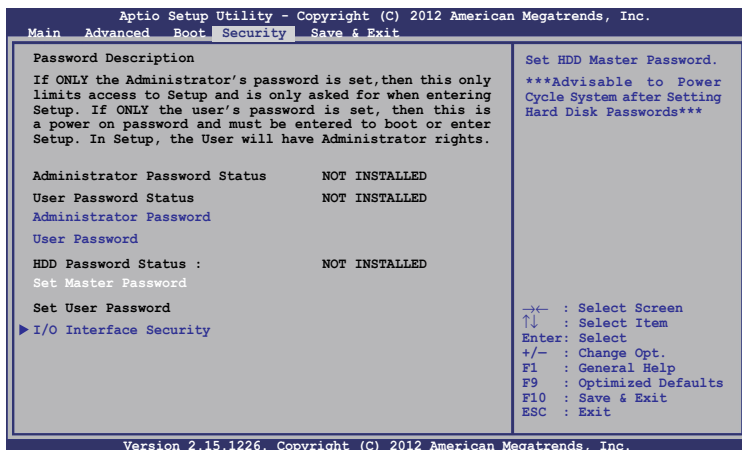 Aptio Setup Utility - Copyright (C) 2012 American Megatrends, Inc.
Main Advanced Boot Security Save & Exit
Password Description
If ONLY the Administrator's password is set,then this only
limits access to Setup and is only asked for when entering
Setup. If ONLY the user's password is set, then this is
a power on password and must be entered to boot or enter
Setup. In Setup, the User will have Administrator rights.
Administrator Password Status NOT INSTALLED
User Password Status NOT INSTALLED
Administrator Password
User Password
HDD Password Status : NOT INSTALLED
Set Master Password
Set User Password
▶ I/O Interface Security
Set HDD Master Password.
***Advisable to Power
Cycle System after Setting
Hard Disk Passwords***
→← : Select Screen
↑↓ : Select Item
Enter: Select
+/— : Change Opt.
F1 : General Help
F9 : Optimized Defaults
F10 : Save & Exit
ESC : Exit
Version 2.15.1226. Copyright (C) 2012 American Megatrends, Inc.